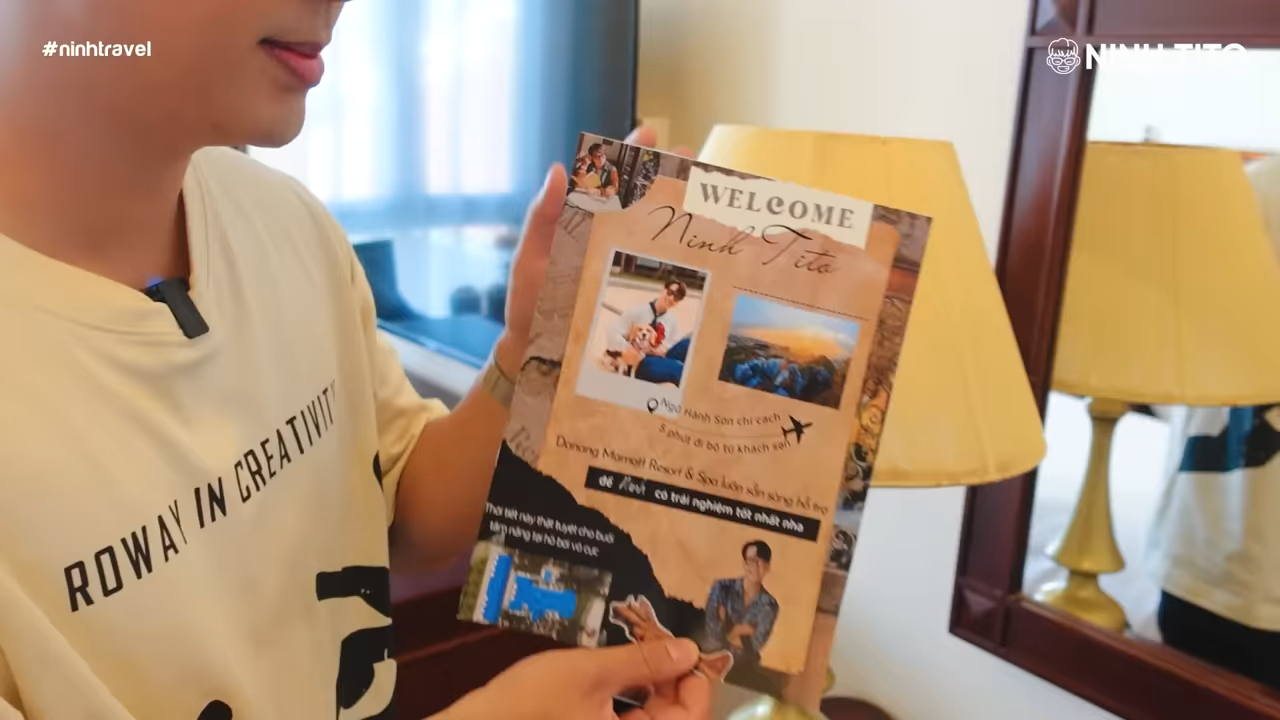 #ninhtravel
NINH TITO
WELCOME
Ninh Tito
Ngũ Hành Sơn chỉ cách
5 phút đi bộ từ khách sạn
Danang Marriott Resort & Spa luôn sẵn sàng hỗ trợ
để Ninh có trải nghiệm tốt nhất nha
Thời tiết này thật tuyệt cho buổi
tắm nắng tại hồ bơi vô cực
ROWAY IN CREATIVITY